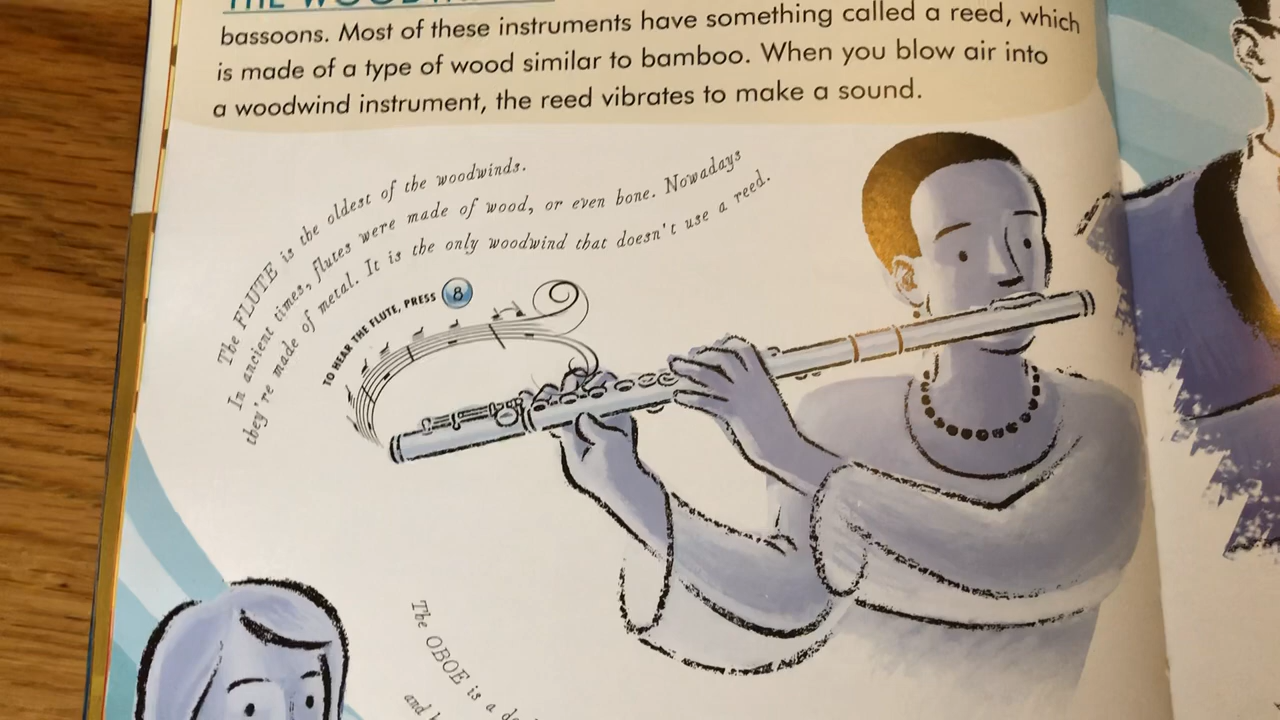 THE
bassoons. Most of these instruments have something called a reed, which
is made of a type of wood similar to bamboo. When you blow air into
a woodwind instrument, the reed vibrates to make a sound.
The FLUTE is the oldest of the woodwinds.
In ancient times, flutes were made of wood, or even bone. Nowadays
they're made of metal. It is the only woodwind that doesn't use a reed.
TO HEAR THE FLUTE, PRESS 8
The OBOE is a
and